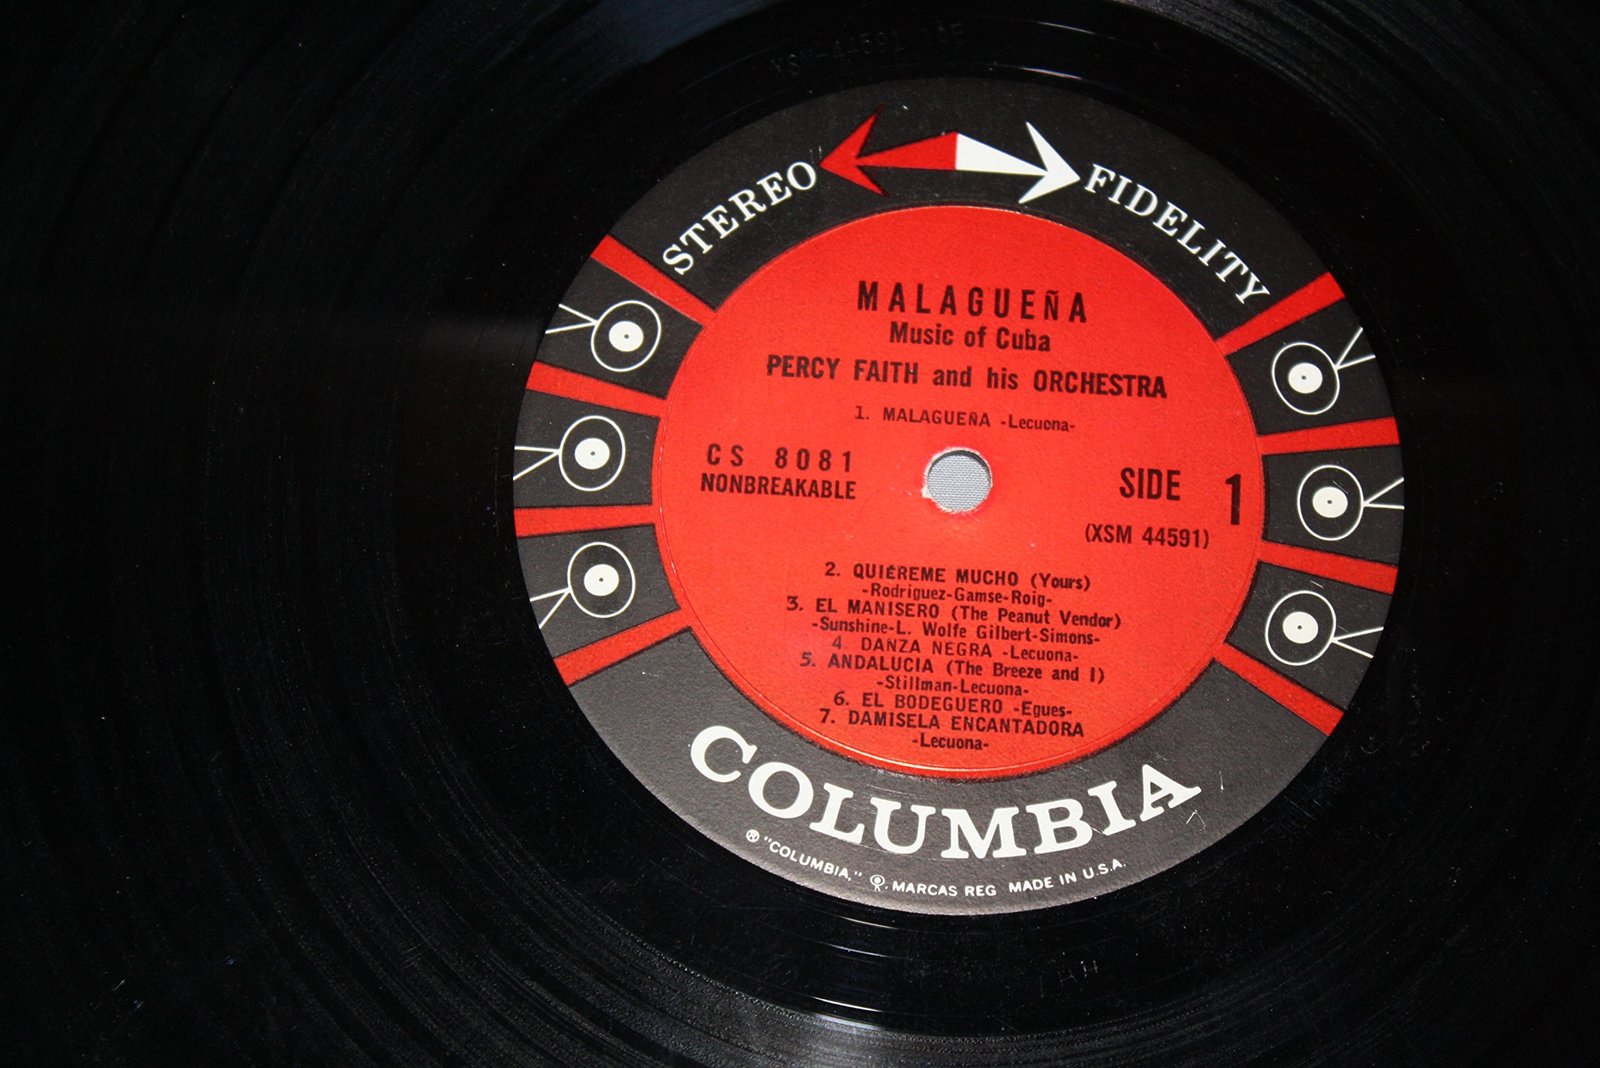 XSM-44591
STEREO FIDELITY
MALAGUEÑA
Music of Cuba
PERCY FAITH and his ORCHESTRA
1. MALAGUEÑA -Lecuona-
CS 8081
NONBREAKABLE
SIDE 1
(XSM 44591)
2. QUIÉREME MUCHO (Yours)
-Rodriguez-Gamse-Roig-
3. EL MANISERO (The Peanut Vendor)
-Sunshine-L. Wolfe Gilbert-Simons-
4. DANZA NEGRA -Lecuona-
5. ANDALUCIA (The Breeze and I)
-Stillman-Lecuona-
6. EL BODEGUERO -Egues-
7. DAMISELA ENCANTADORA
-Lecuona-
COLUMBIA
® "COLUMBIA," MARCAS REG MADE IN U.S.A.